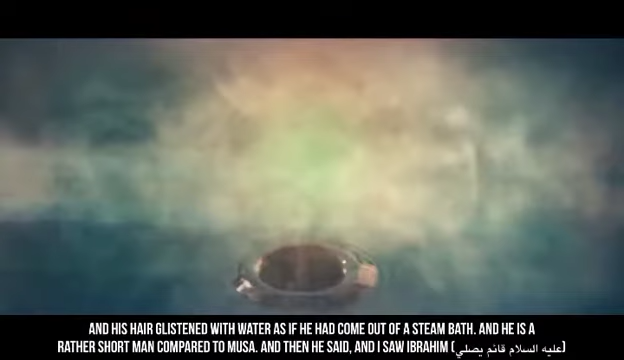 AND HIS HAIR GLISTENED WITH WATER AS IF HE HAD COME OUT OF A STEAM BATH. AND HE IS A
RATHER SHORT MAN COMPARED TO MUSA. AND THEN HE SAID, AND I SAW IBRAHIM (عليه السلام قائم يصلي)